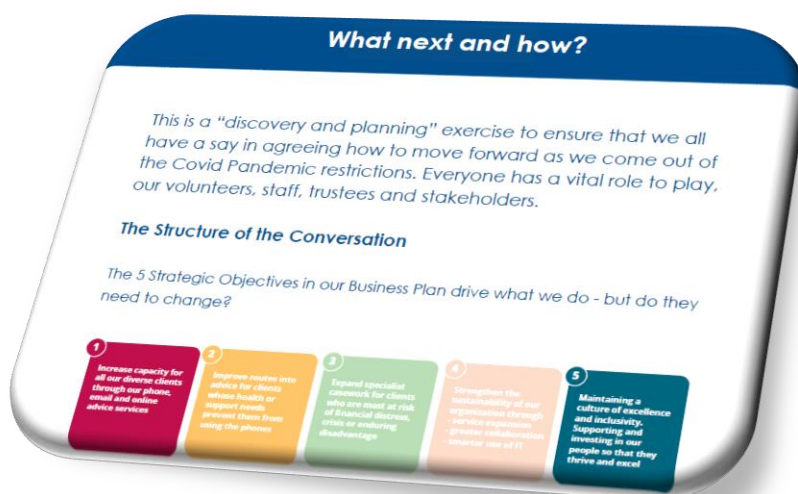 What next and how?
This is a “discovery and planning” exercise to ensure that we all
have a say in agreeing how to move forward as we come out of
the Covid Pandemic restrictions. Everyone has a vital role to play,
our volunteers, staff, trustees and stakeholders.
The Structure of the Conversation
The 5 Strategic Objectives in our Business Plan drive what we do - but do they
need to change?
1
Increase capacity for
all our diverse clients
through our phone,
email and online
advice services
2
Improve routes into
advice for clients
whose health or
support needs
prevent them from
using the phones
3
Expand specialist
casework for clients
who are most at risk
of financial distress,
crisis or enduring
disadvantage
4
Strengthen the
sustainability of our
organization through
- service expansion
- greater collaboration
- smarter use of IT
5
Maintaining a
culture of excellence
and inclusivity.
Supporting and
investing in our
people so that they
thrive and excel